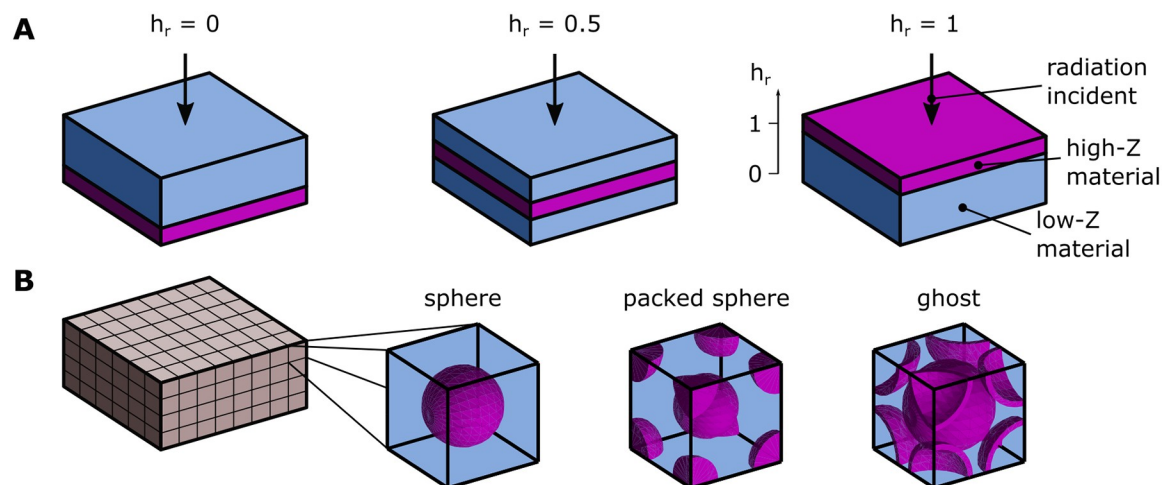 A
h_r = 0
h_r = 0.5
h_r = 1
h_r
1
0
radiation
incident
high-Z
material
low-Z
material
B
sphere
packed sphere
ghost